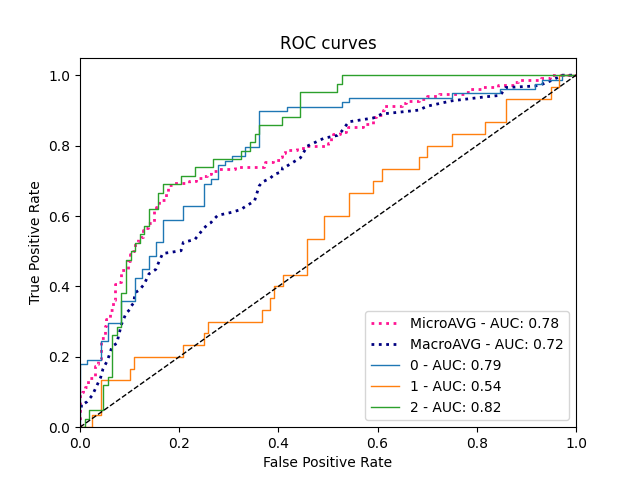 ROC curves
True Positive Rate
1.0
0.8
0.6
0.4
0.2
0.0
0.0 0.2 0.4 0.6 0.8 1.0
False Positive Rate
MicroAVG - AUC: 0.78
MacroAVG - AUC: 0.72
0 - AUC: 0.79
1 - AUC: 0.54
2 - AUC: 0.82